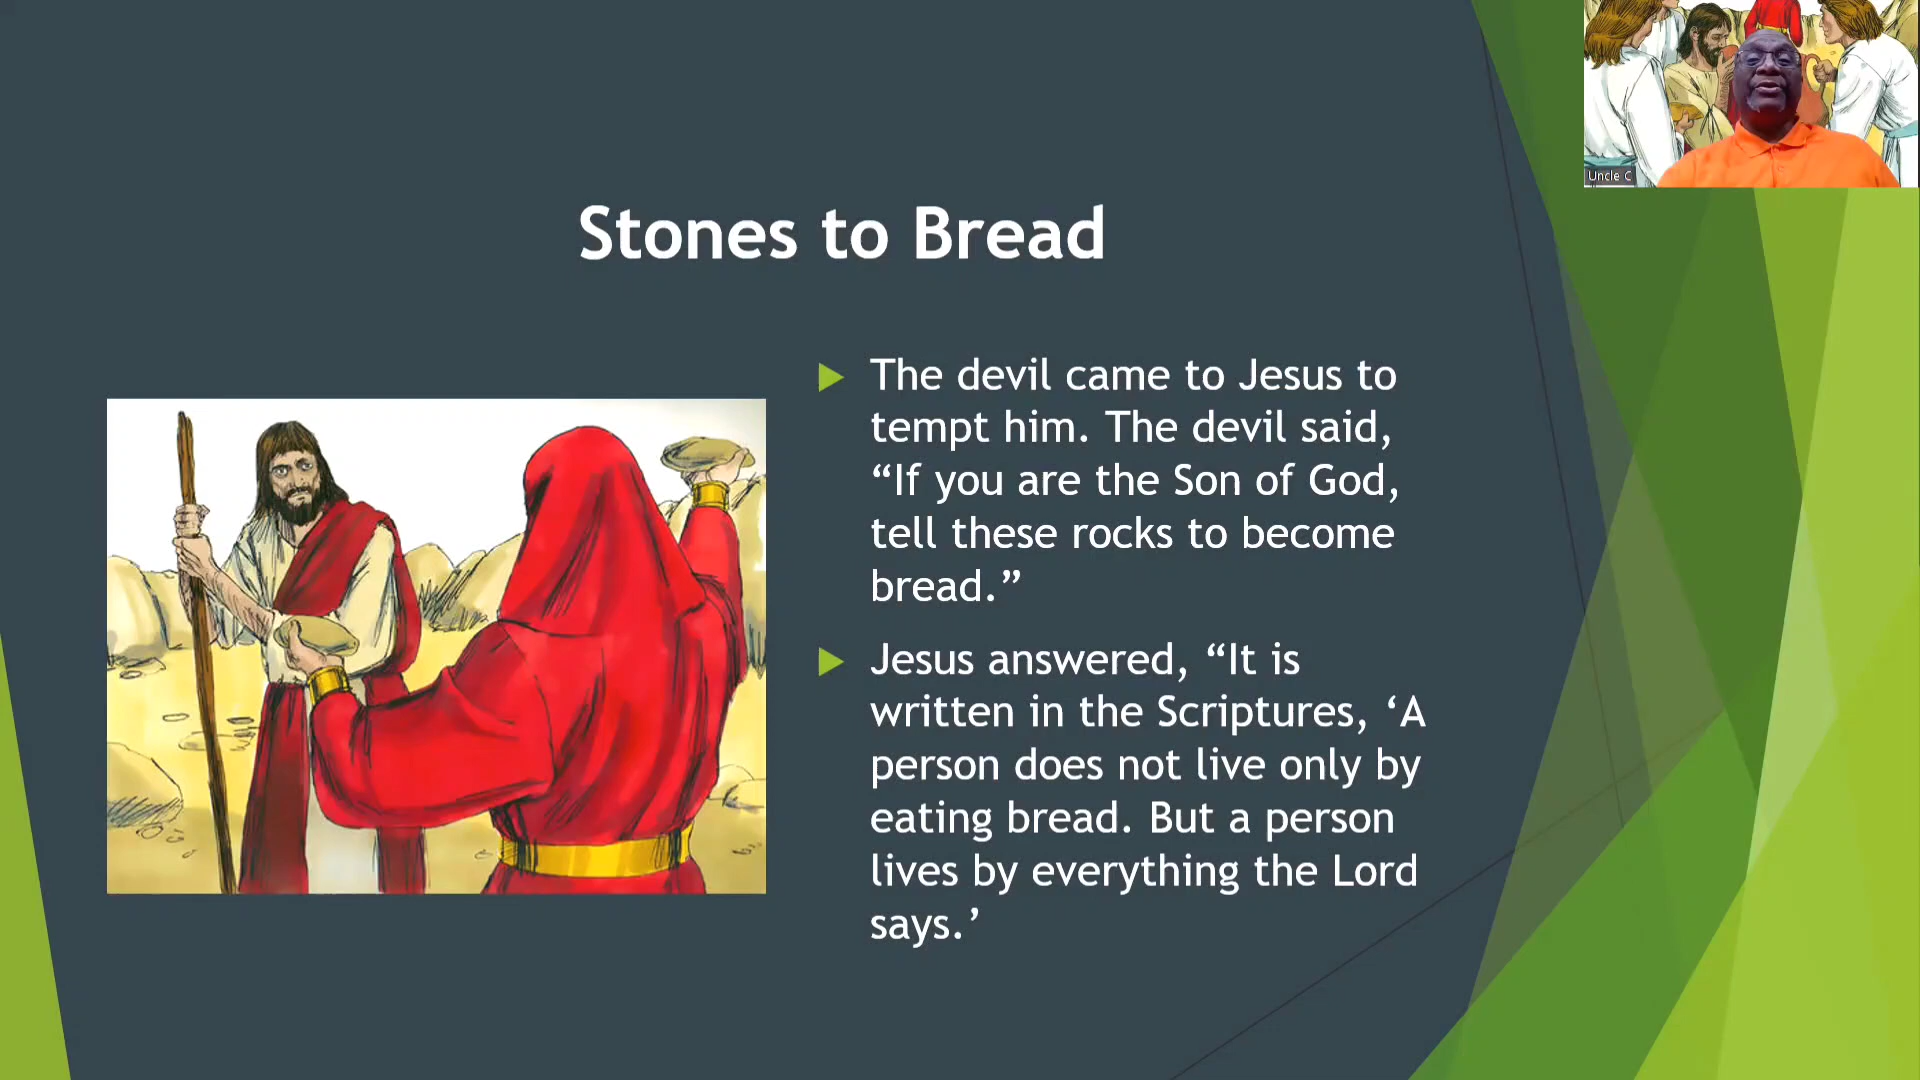 Uncle C
Stones to Bread
The devil came to Jesus to
tempt him. The devil said,
“If you are the Son of God,
tell these rocks to become
bread.”
Jesus answered, “It is
written in the Scriptures, ‘A
person does not live only by
eating bread. But a person
lives by everything the Lord
says.’